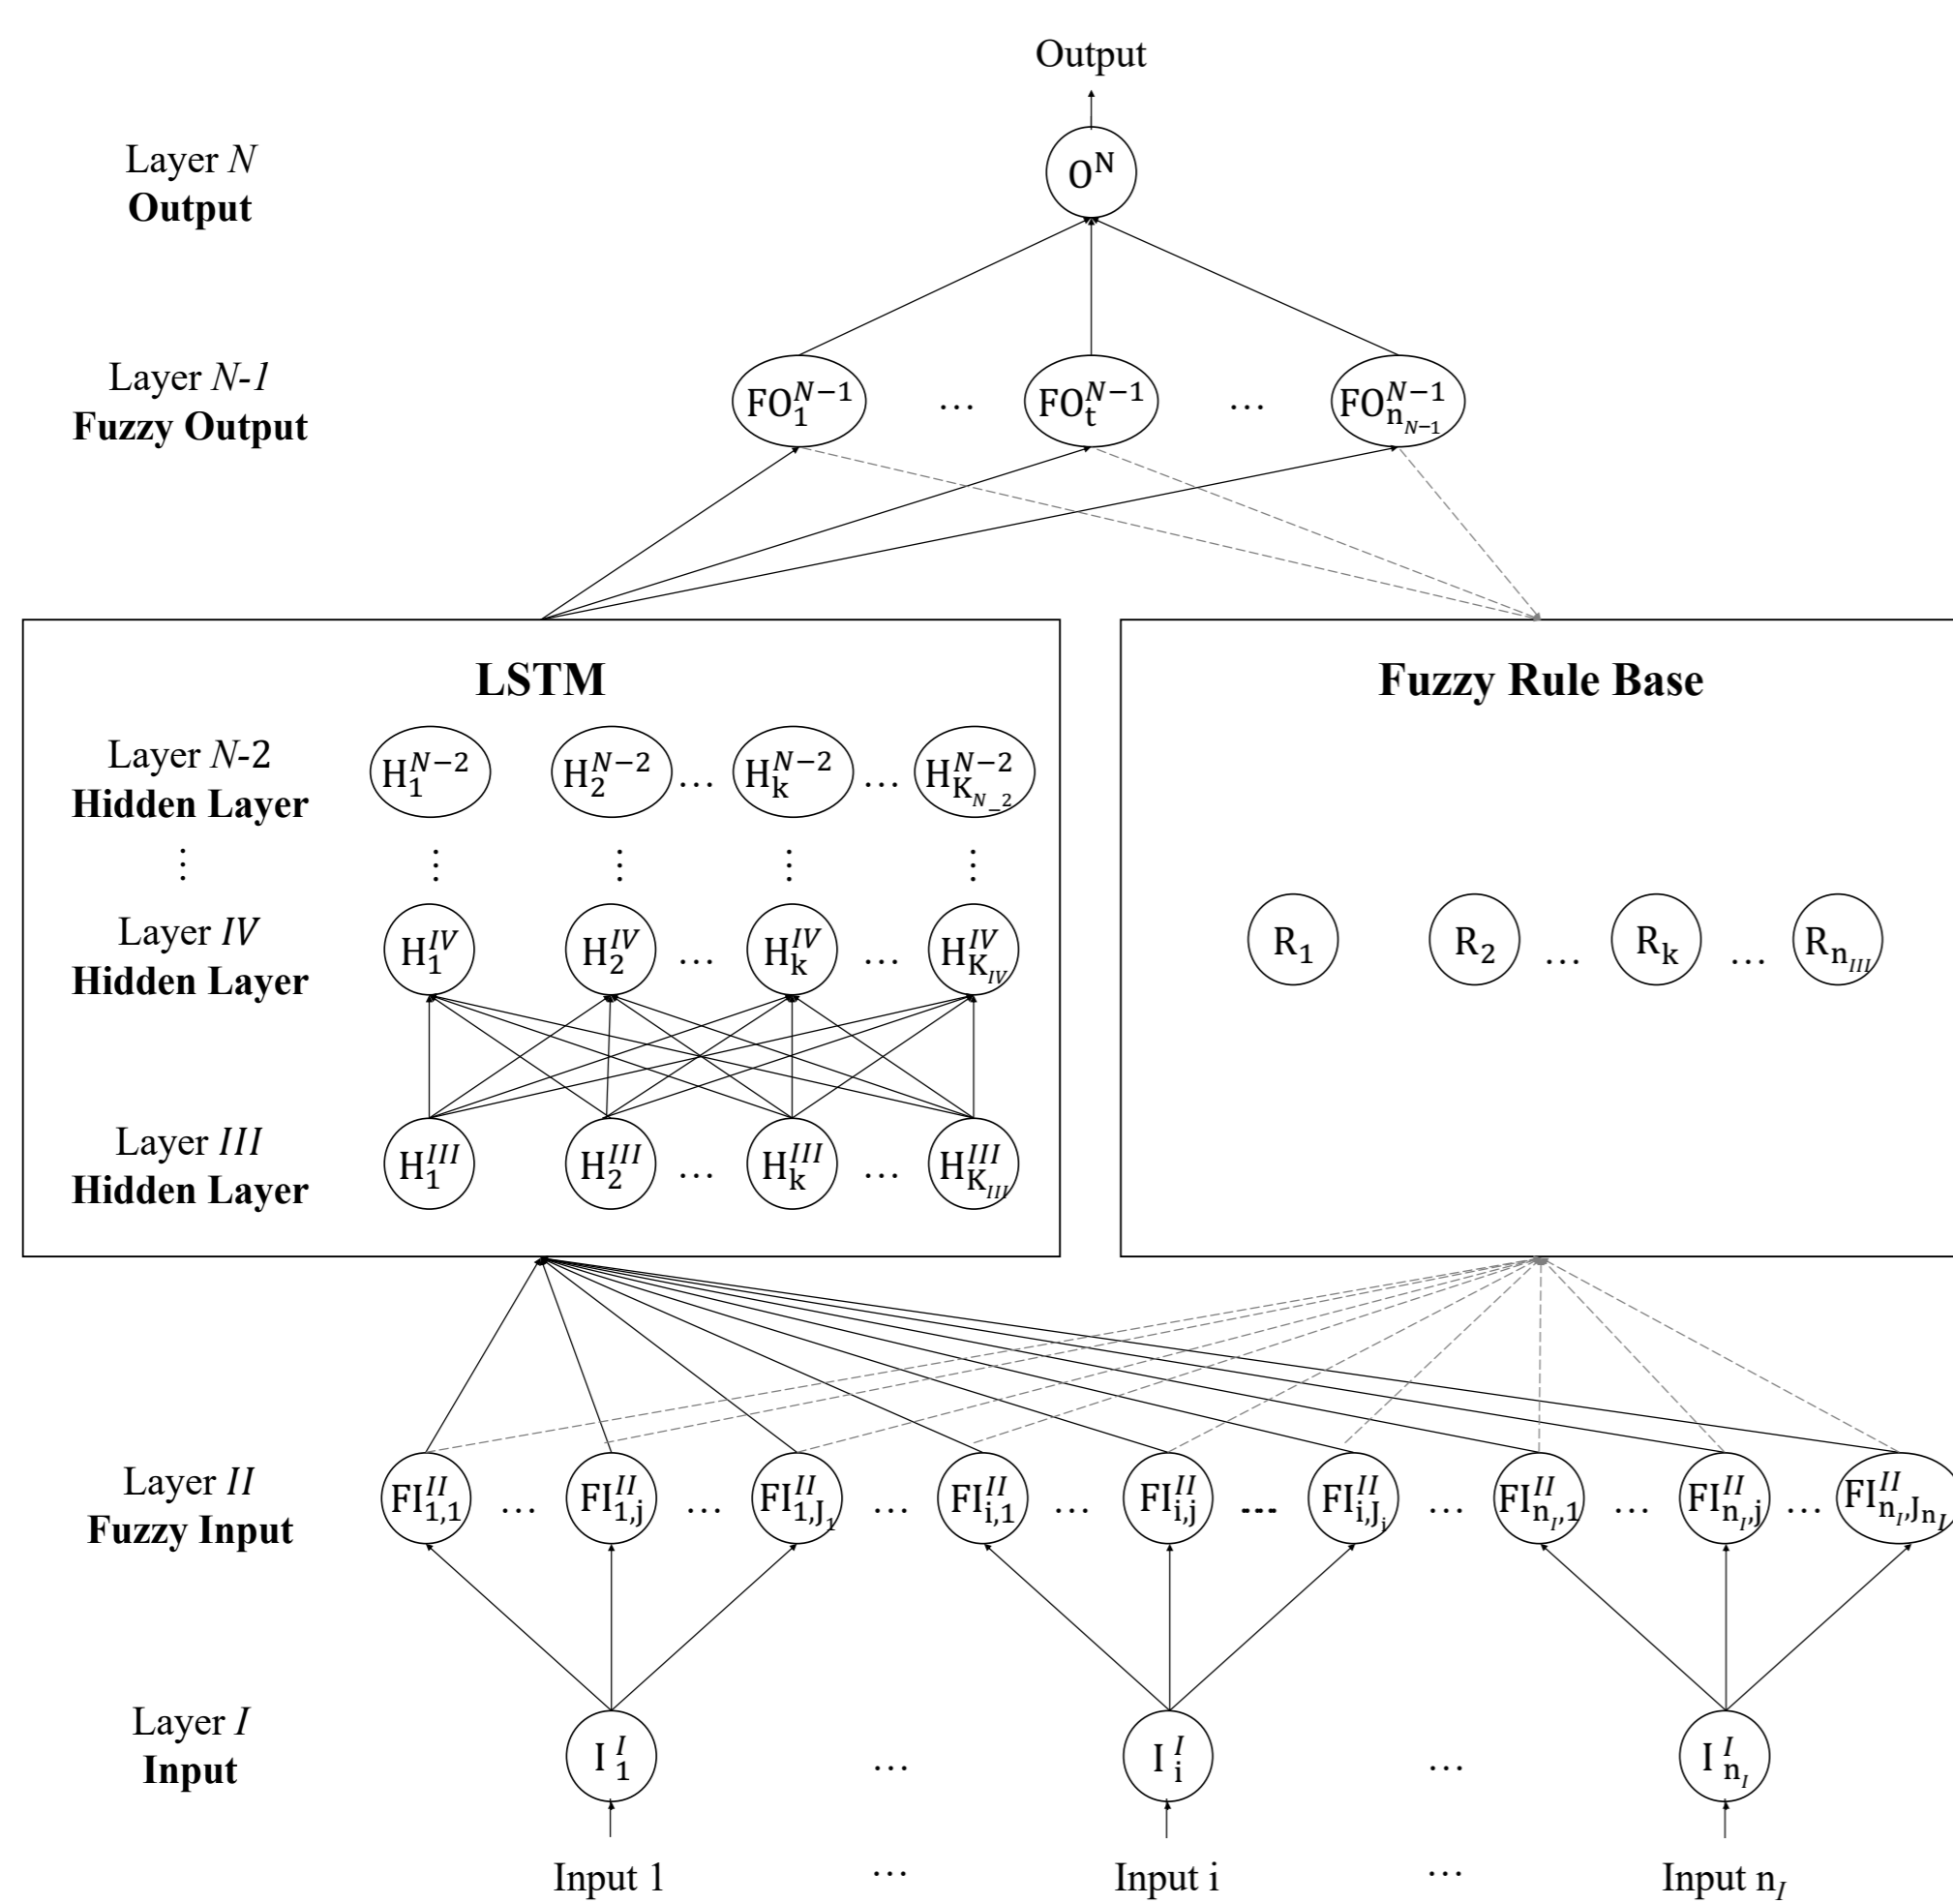 Output
Layer N
Output
O^N
Layer N-1
Fuzzy Output
FO_1^{N−1} … FO_t^{N−1} … FO_{n_{N−1}}^{N−1}
LSTM
Layer N-2
Hidden Layer
H_1^{N−2} H_2^{N−2} … H_k^{N−2} … H_{K_{N_2}}^{N−2}
⋮ ⋮ ⋮ ⋮ ⋮
Layer IV
Hidden Layer
H_1^{IV} H_2^{IV} … H_k^{IV} … H_{K_{IV}}^{IV}
Layer III
Hidden Layer
H_1^{III} H_2^{III} … H_k^{III} … H_{K_{III}}^{III}
Fuzzy Rule Base
R_1 R_2 … R_k … R_{n_{III}}
Layer II
Fuzzy Input
FI_{1,1}^{II} … FI_{1,j}^{II} … FI_{1,J_1}^{II} … FI_{i,1}^{II} … FI_{i,j}^{II} … FI_{i,J_i}^{II} … FI_{n_I,1}^{II} … FI_{n_I,j}^{II} … FI_{n_I,J_{n_I}}^{II}
Layer I
Input
I_1^I … I_i^I … I_{n_I}^I
Input 1 … Input i … Input n_I